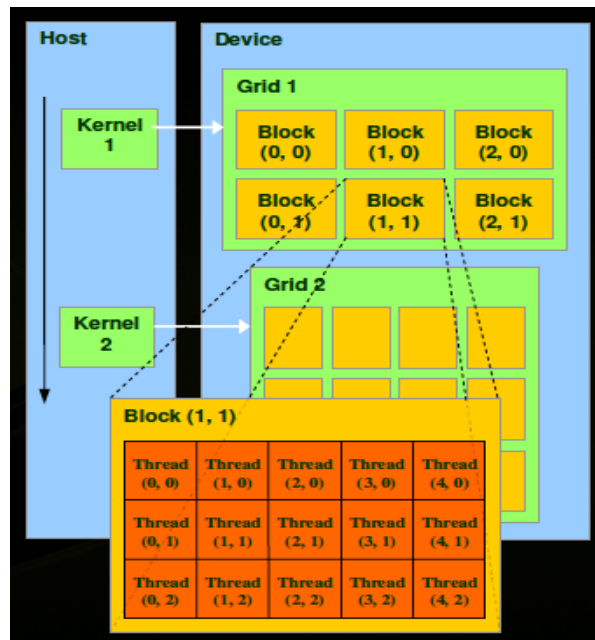 Host
Device
Grid 1
Kernel
1
Block
(0, 0)
Block
(1, 0)
Block
(2, 0)
Block
(0, 1)
Block
(1, 1)
Block
(2, 1)
Grid 2
Kernel
2
Block (1, 1)
Thread
(0, 0)
Thread
(1, 0)
Thread
(2, 0)
Thread
(3, 0)
Thread
(4, 0)
Thread
(0, 1)
Thread
(1, 1)
Thread
(2, 1)
Thread
(3, 1)
Thread
(4, 1)
Thread
(0, 2)
Thread
(1, 2)
Thread
(2, 2)
Thread
(3, 2)
Thread
(4, 2)